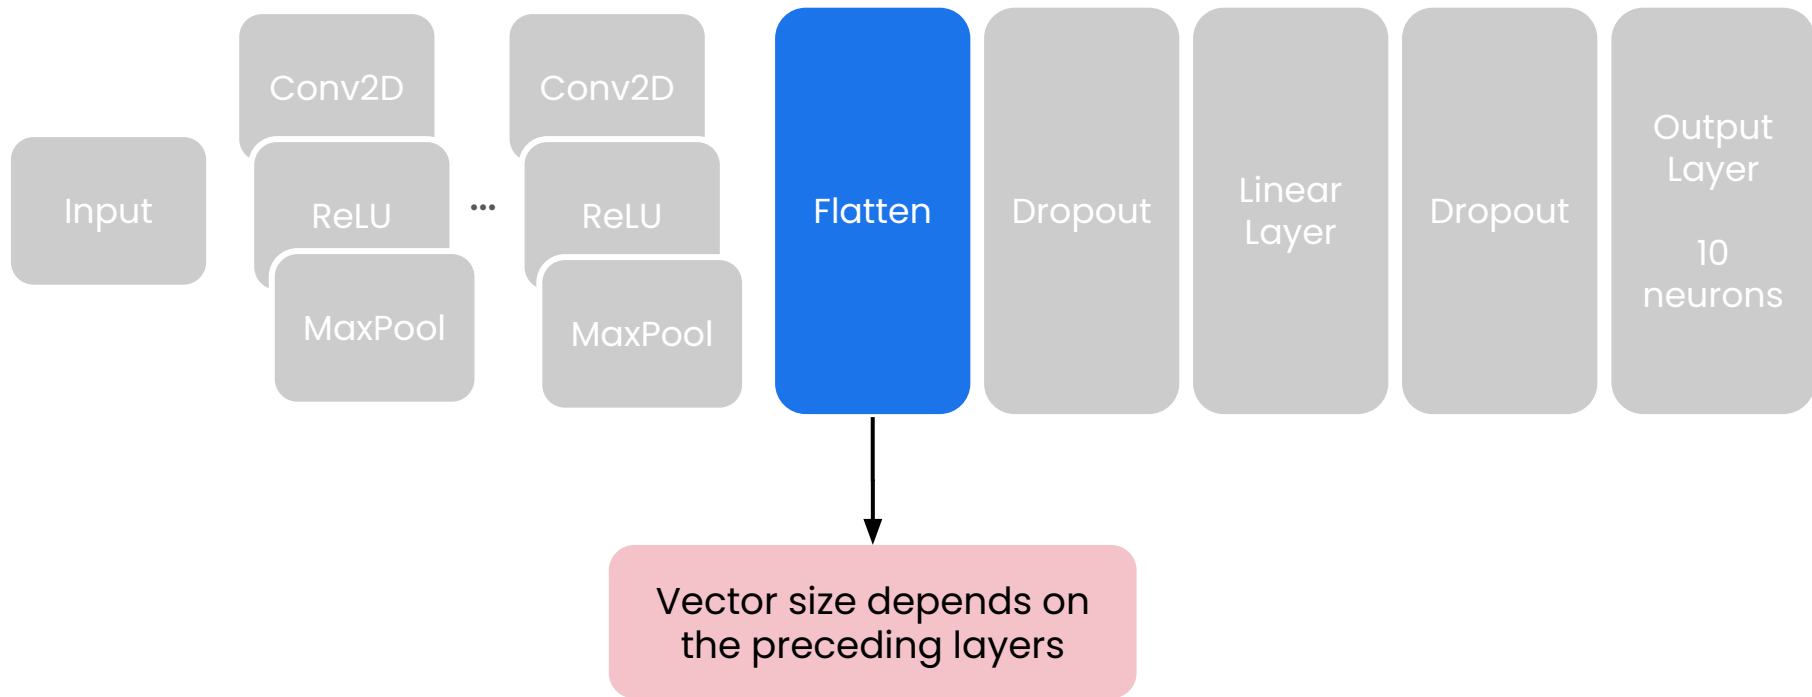 Input
Conv2D
ReLU
MaxPool
...
Conv2D
ReLU
MaxPool
Flatten
Dropout
Linear
Layer
Dropout
Output
Layer
10
neurons
Vector size depends on
the preceding layers